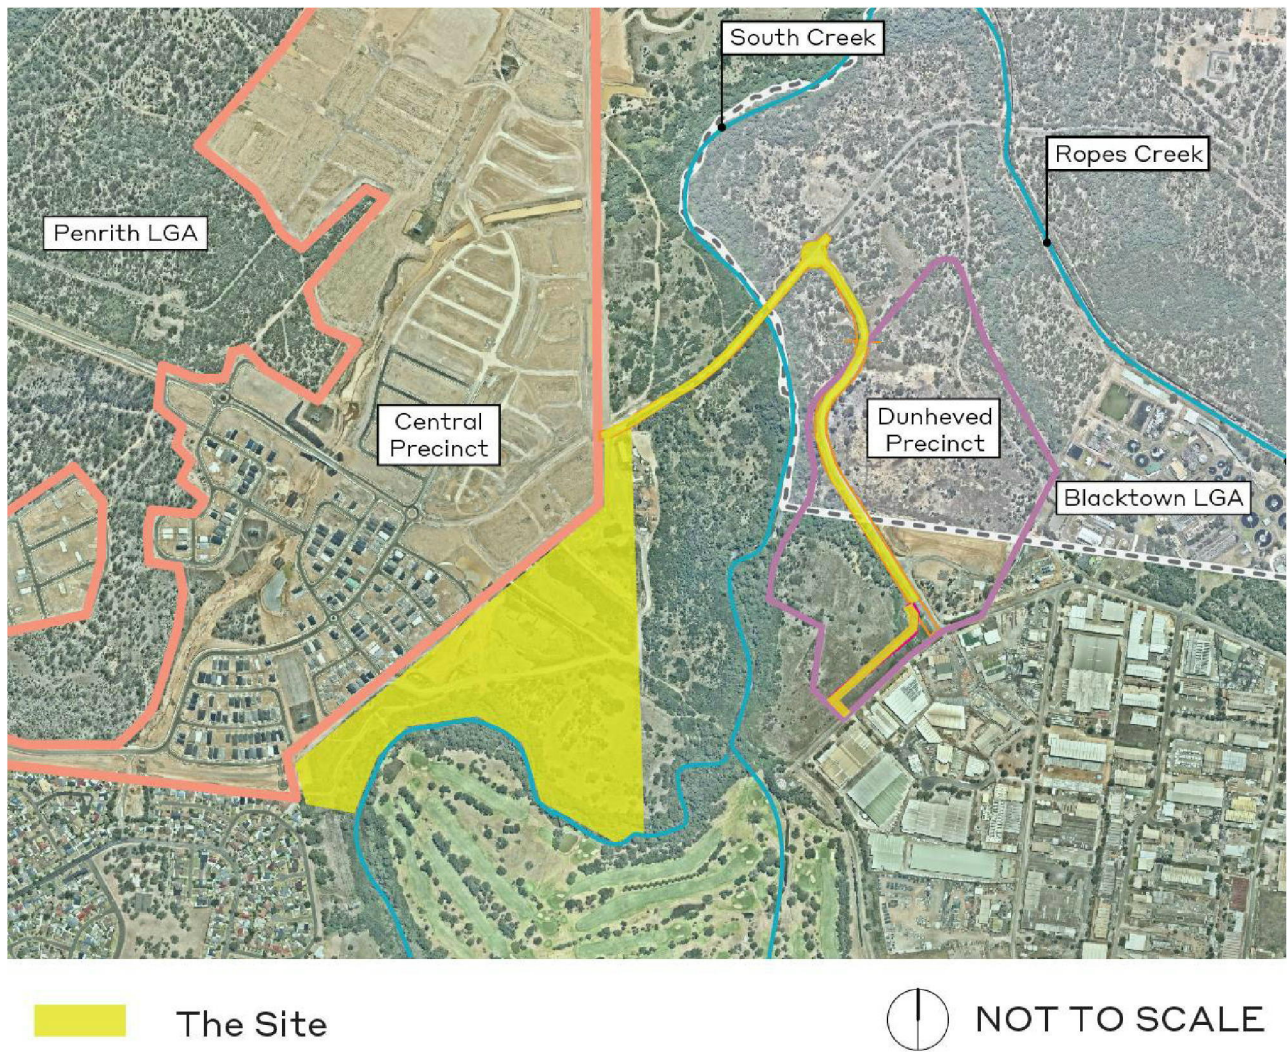 South Creek
Ropes Creek
Penrith LGA
Central
Precinct
Dunheved
Precinct
Blacktown LGA
The Site
NOT TO SCALE